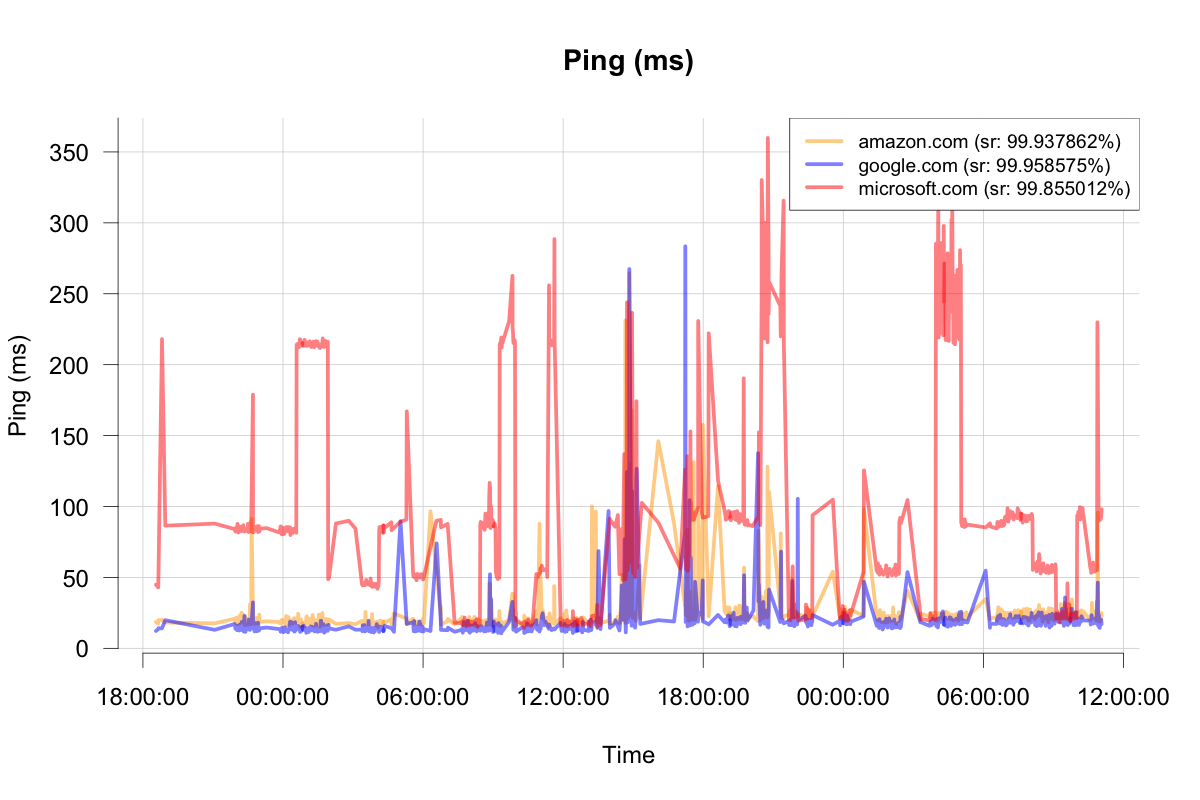 Ping (ms)
amazon.com (sr: 99.937862%)
google.com (sr: 99.958575%)
microsoft.com (sr: 99.855012%)
350
300
250
200
150
100
50
0
Ping (ms)
18:00:00 00:00:00 06:00:00 12:00:00 18:00:00 00:00:00 06:00:00 12:00:00
Time